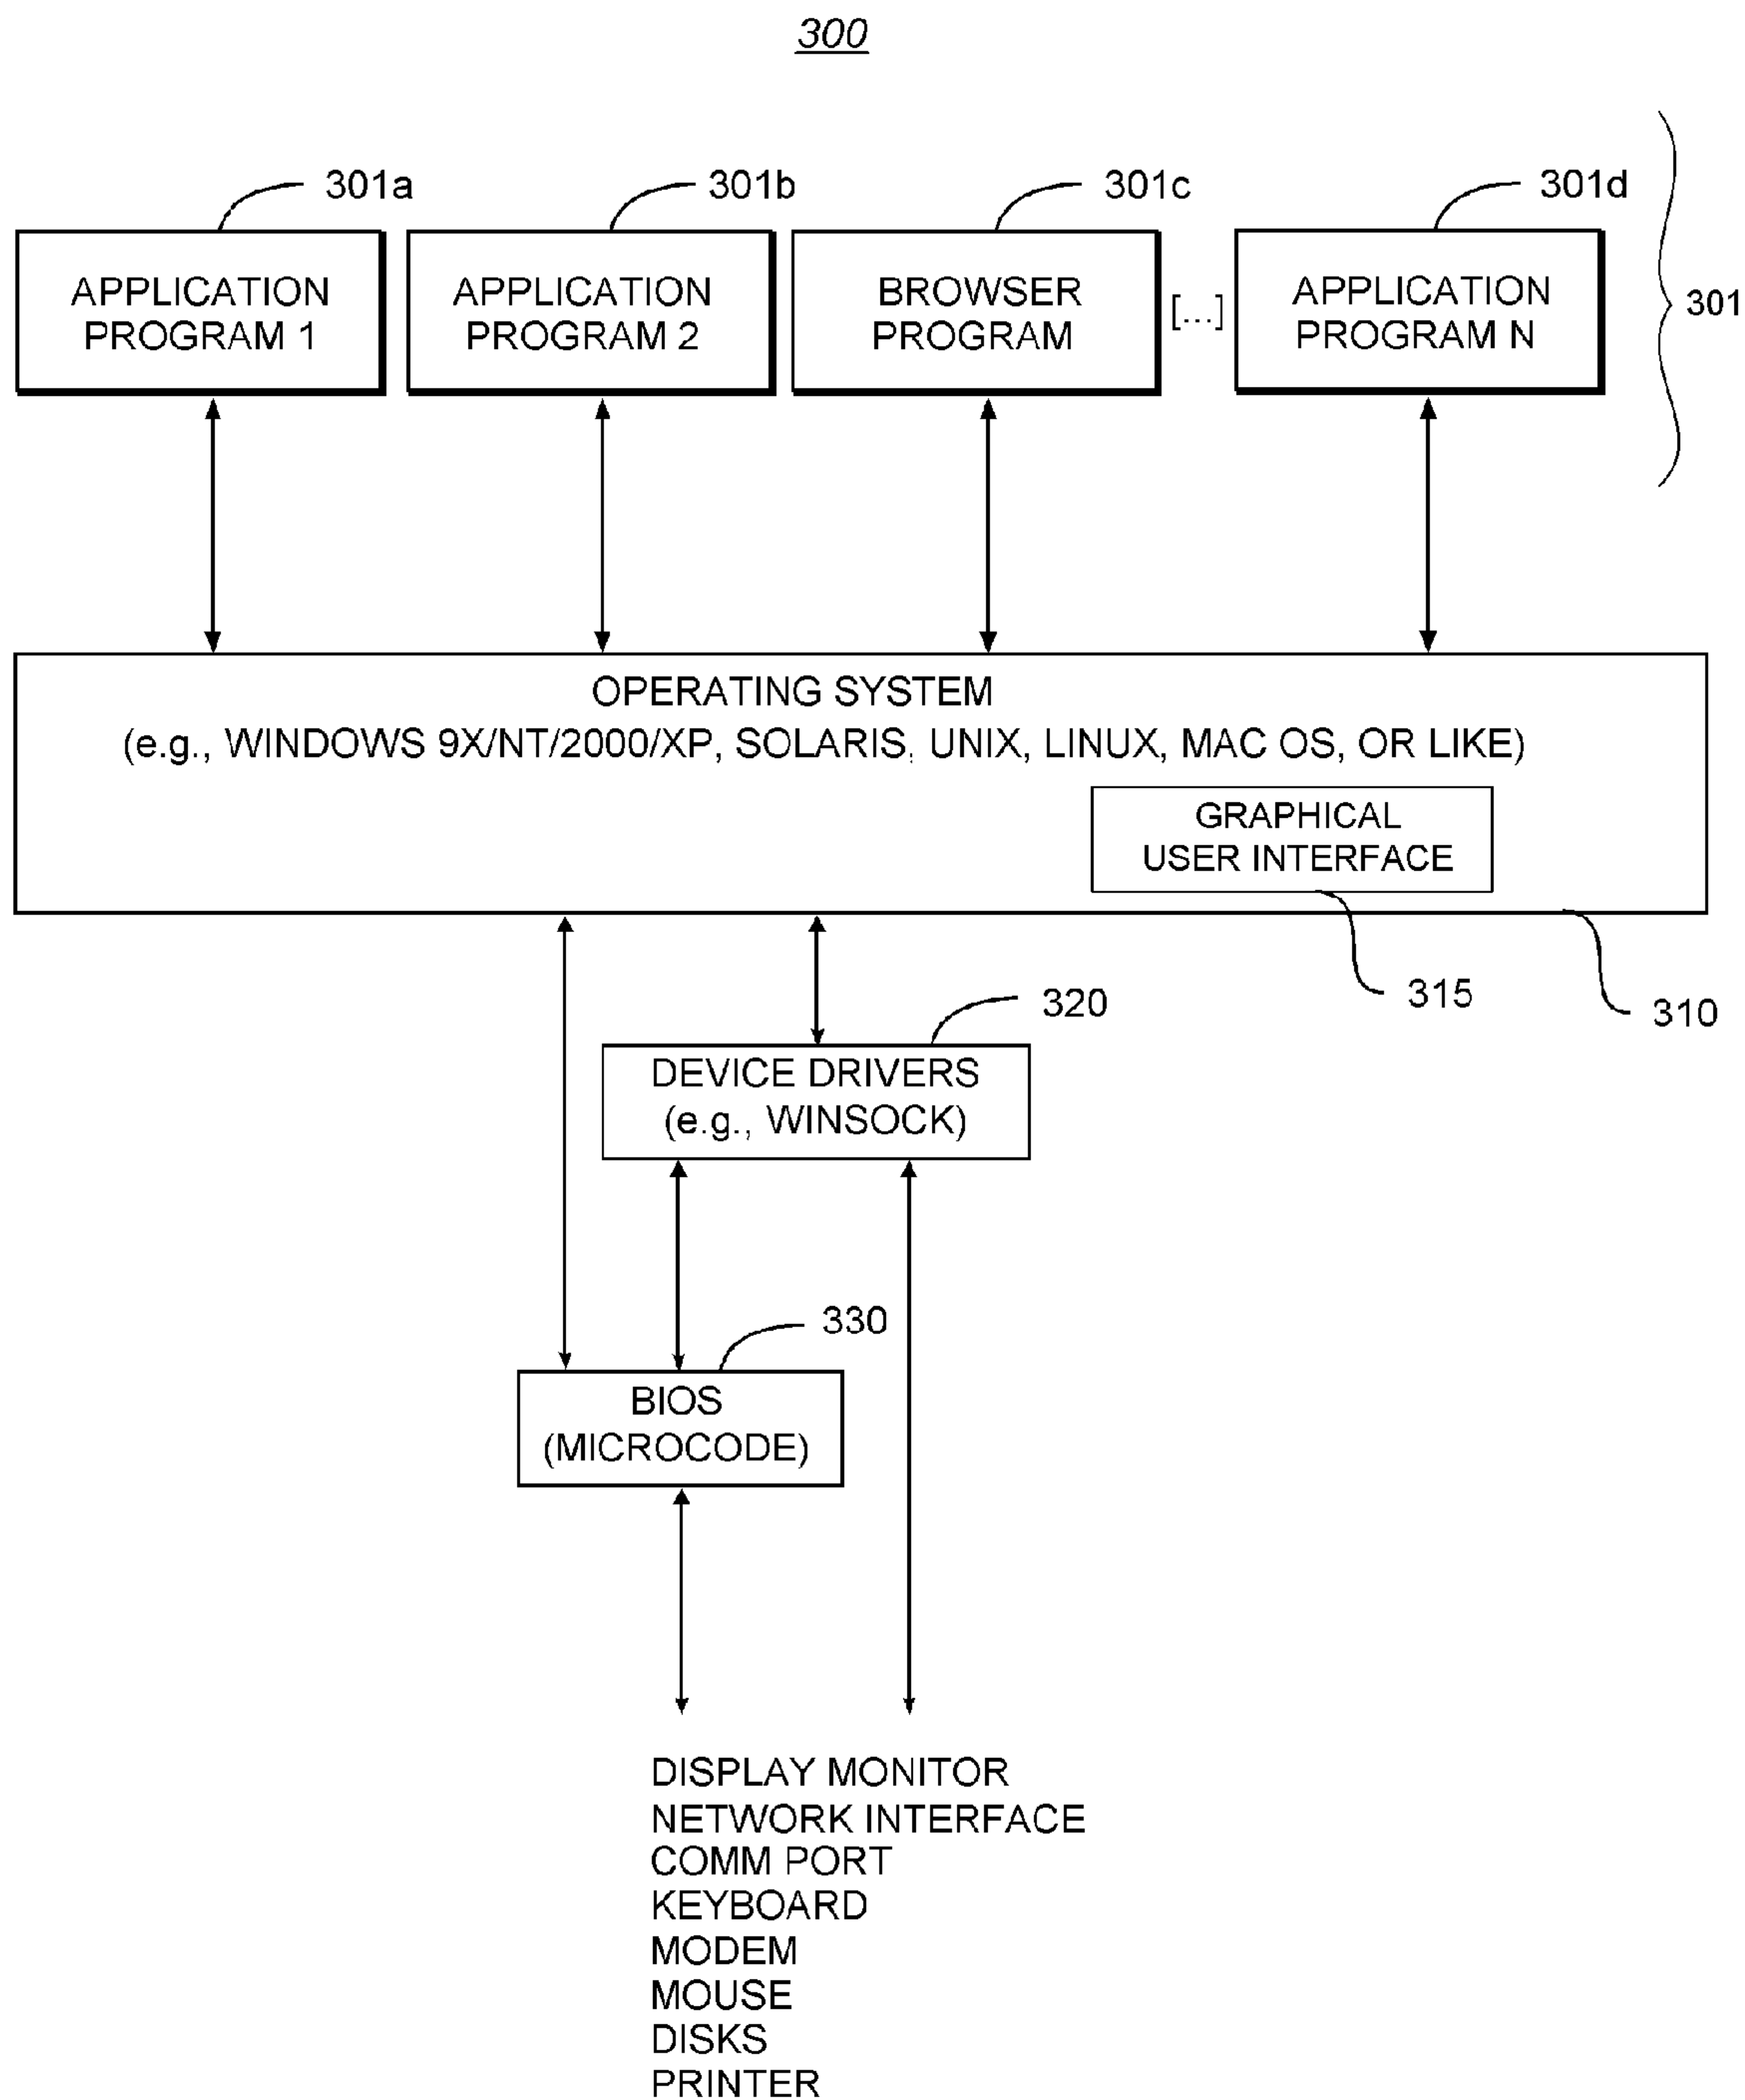 300
301a
301b
301c
301d
APPLICATION
PROGRAM 1
APPLICATION
PROGRAM 2
BROWSER
PROGRAM
[...]
APPLICATION
PROGRAM N
301
OPERATING SYSTEM
(e.g., WINDOWS 9X/NT/2000/XP, SOLARIS, UNIX, LINUX, MAC OS, OR LIKE)
GRAPHICAL
USER INTERFACE
315
310
320
DEVICE DRIVERS
(e.g., WINSOCK)
330
BIOS
(MICROCODE)
DISPLAY MONITOR
NETWORK INTERFACE
COMM PORT
KEYBOARD
MODEM
MOUSE
DISKS
PRINTER